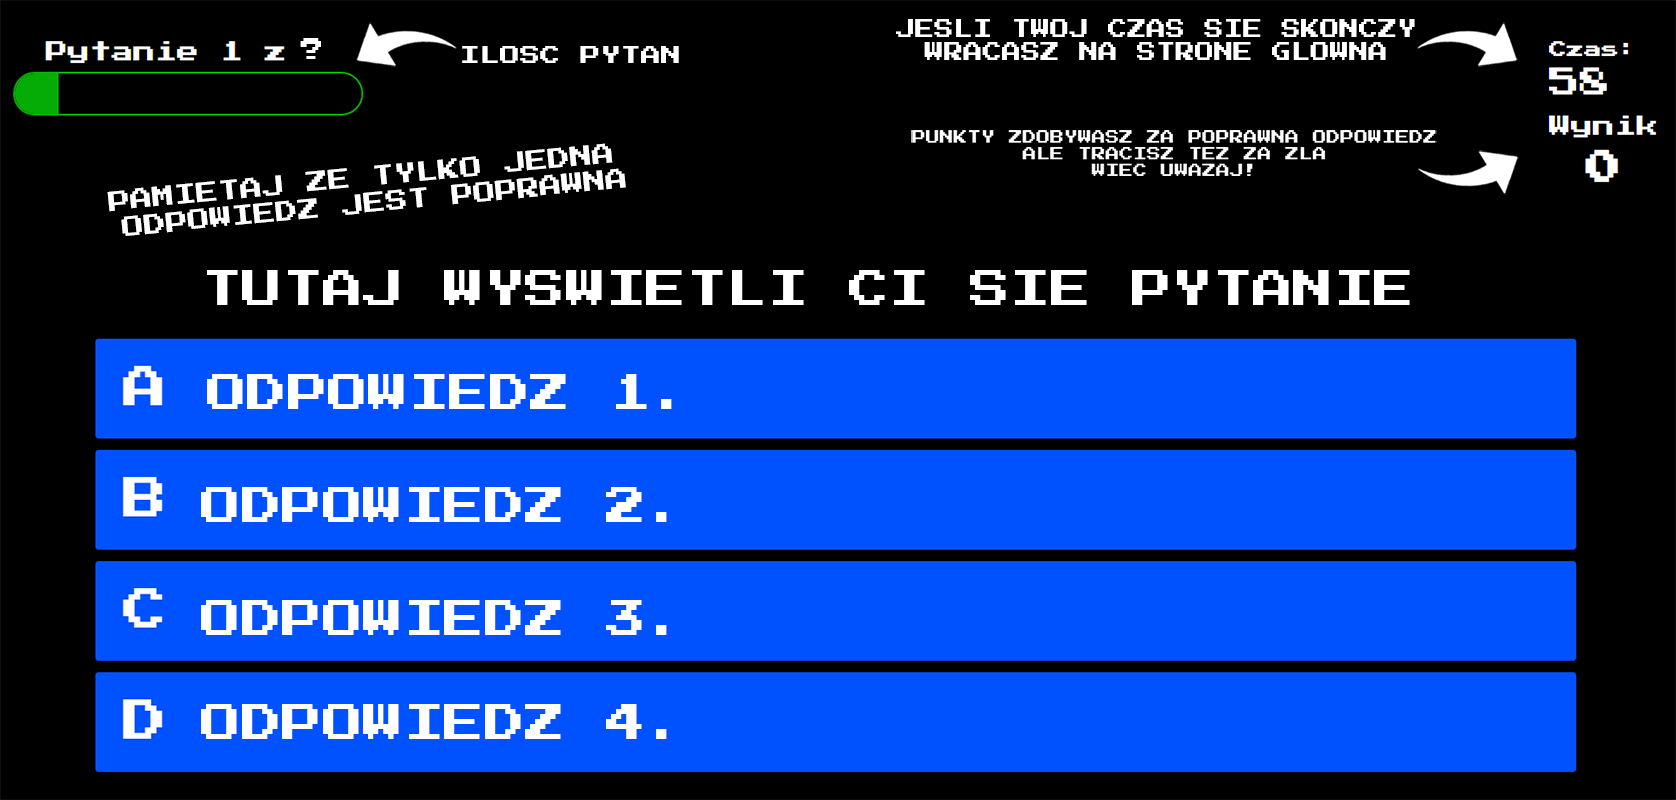 Pytanie 1 z ?
ILOSC PYTAN
JESLI TWOJ CZAS SIE SKONCZY
WRACASZ NA STRONE GLOWNA
Czas:
58
Wynik
0
PUNKTY ZDOBYWASZ ZA POPRAWNA ODPOWIEDZ
ALE TRACISZ TEZ ZA ZLA
WIEC UWAZAJ!
PAMIETAJ ZE TYLKO JEDNA
ODPOWIEDZ JEST POPRAWNA
TUTAJ WYSWIETLI CI SIE PYTANIE
A ODPOWIEDZ 1.
B ODPOWIEDZ 2.
C ODPOWIEDZ 3.
D ODPOWIEDZ 4.